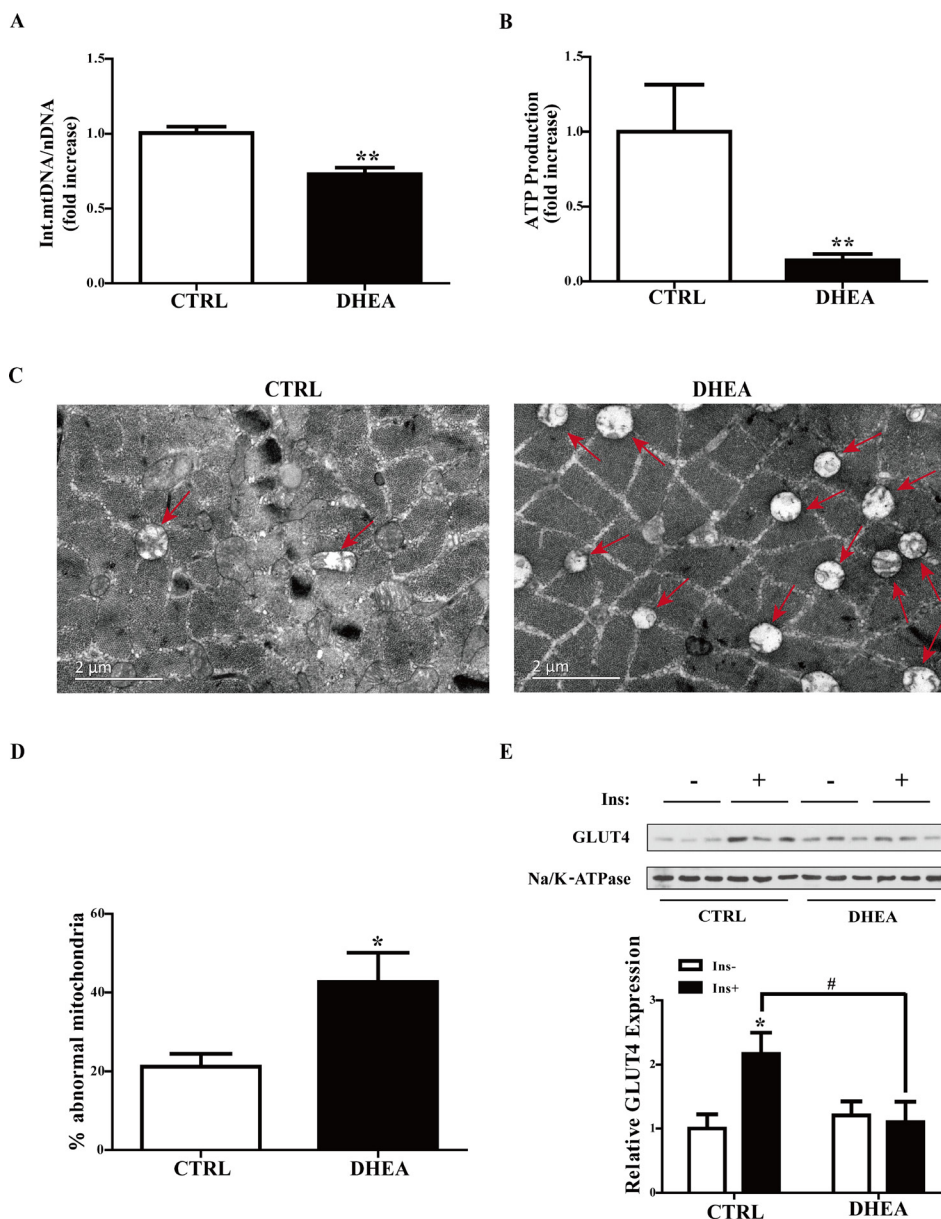 A
1.5
1.0
0.5
0.0
Int.mtDNA/nDNA
(fold increase)
**
CTRL
DHEA
B
1.5
1.0
0.5
0.0
ATP Production
(fold increase)
**
CTRL
DHEA
C
CTRL
DHEA
2 μm
2 μm
D
60
40
20
0
% abnormal mitochondria
*
CTRL
DHEA
E
Ins: - + - +
GLUT4
Na/K-ATPase
CTRL DHEA
Ins-
Ins+
3
2
1
0
Relative GLUT4 Expression
*
#
CTRL
DHEA